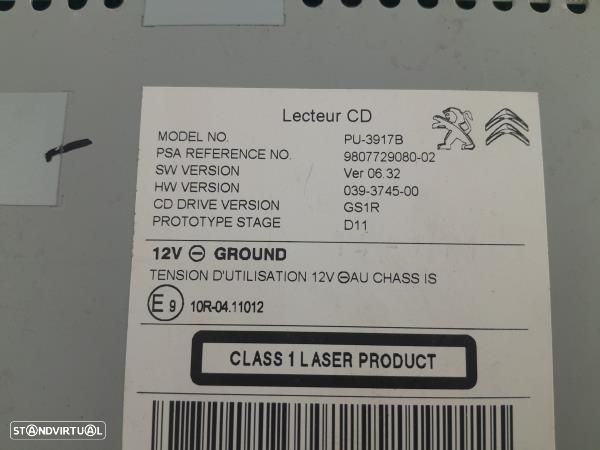 Lecteur CD
MODEL NO. PU-3917B
PSA REFERENCE NO. 9807729080-02
SW VERSION Ver 06.32
HW VERSION 039-3745-00
CD DRIVE VERSION GS1R
PROTOTYPE STAGE D11
12V ⊖ GROUND
TENSION D'UTILISATION 12V ⊖AU CHASS IS
E9 10R-04.11012
CLASS 1 LASER PRODUCT
STANDVIRTUAL